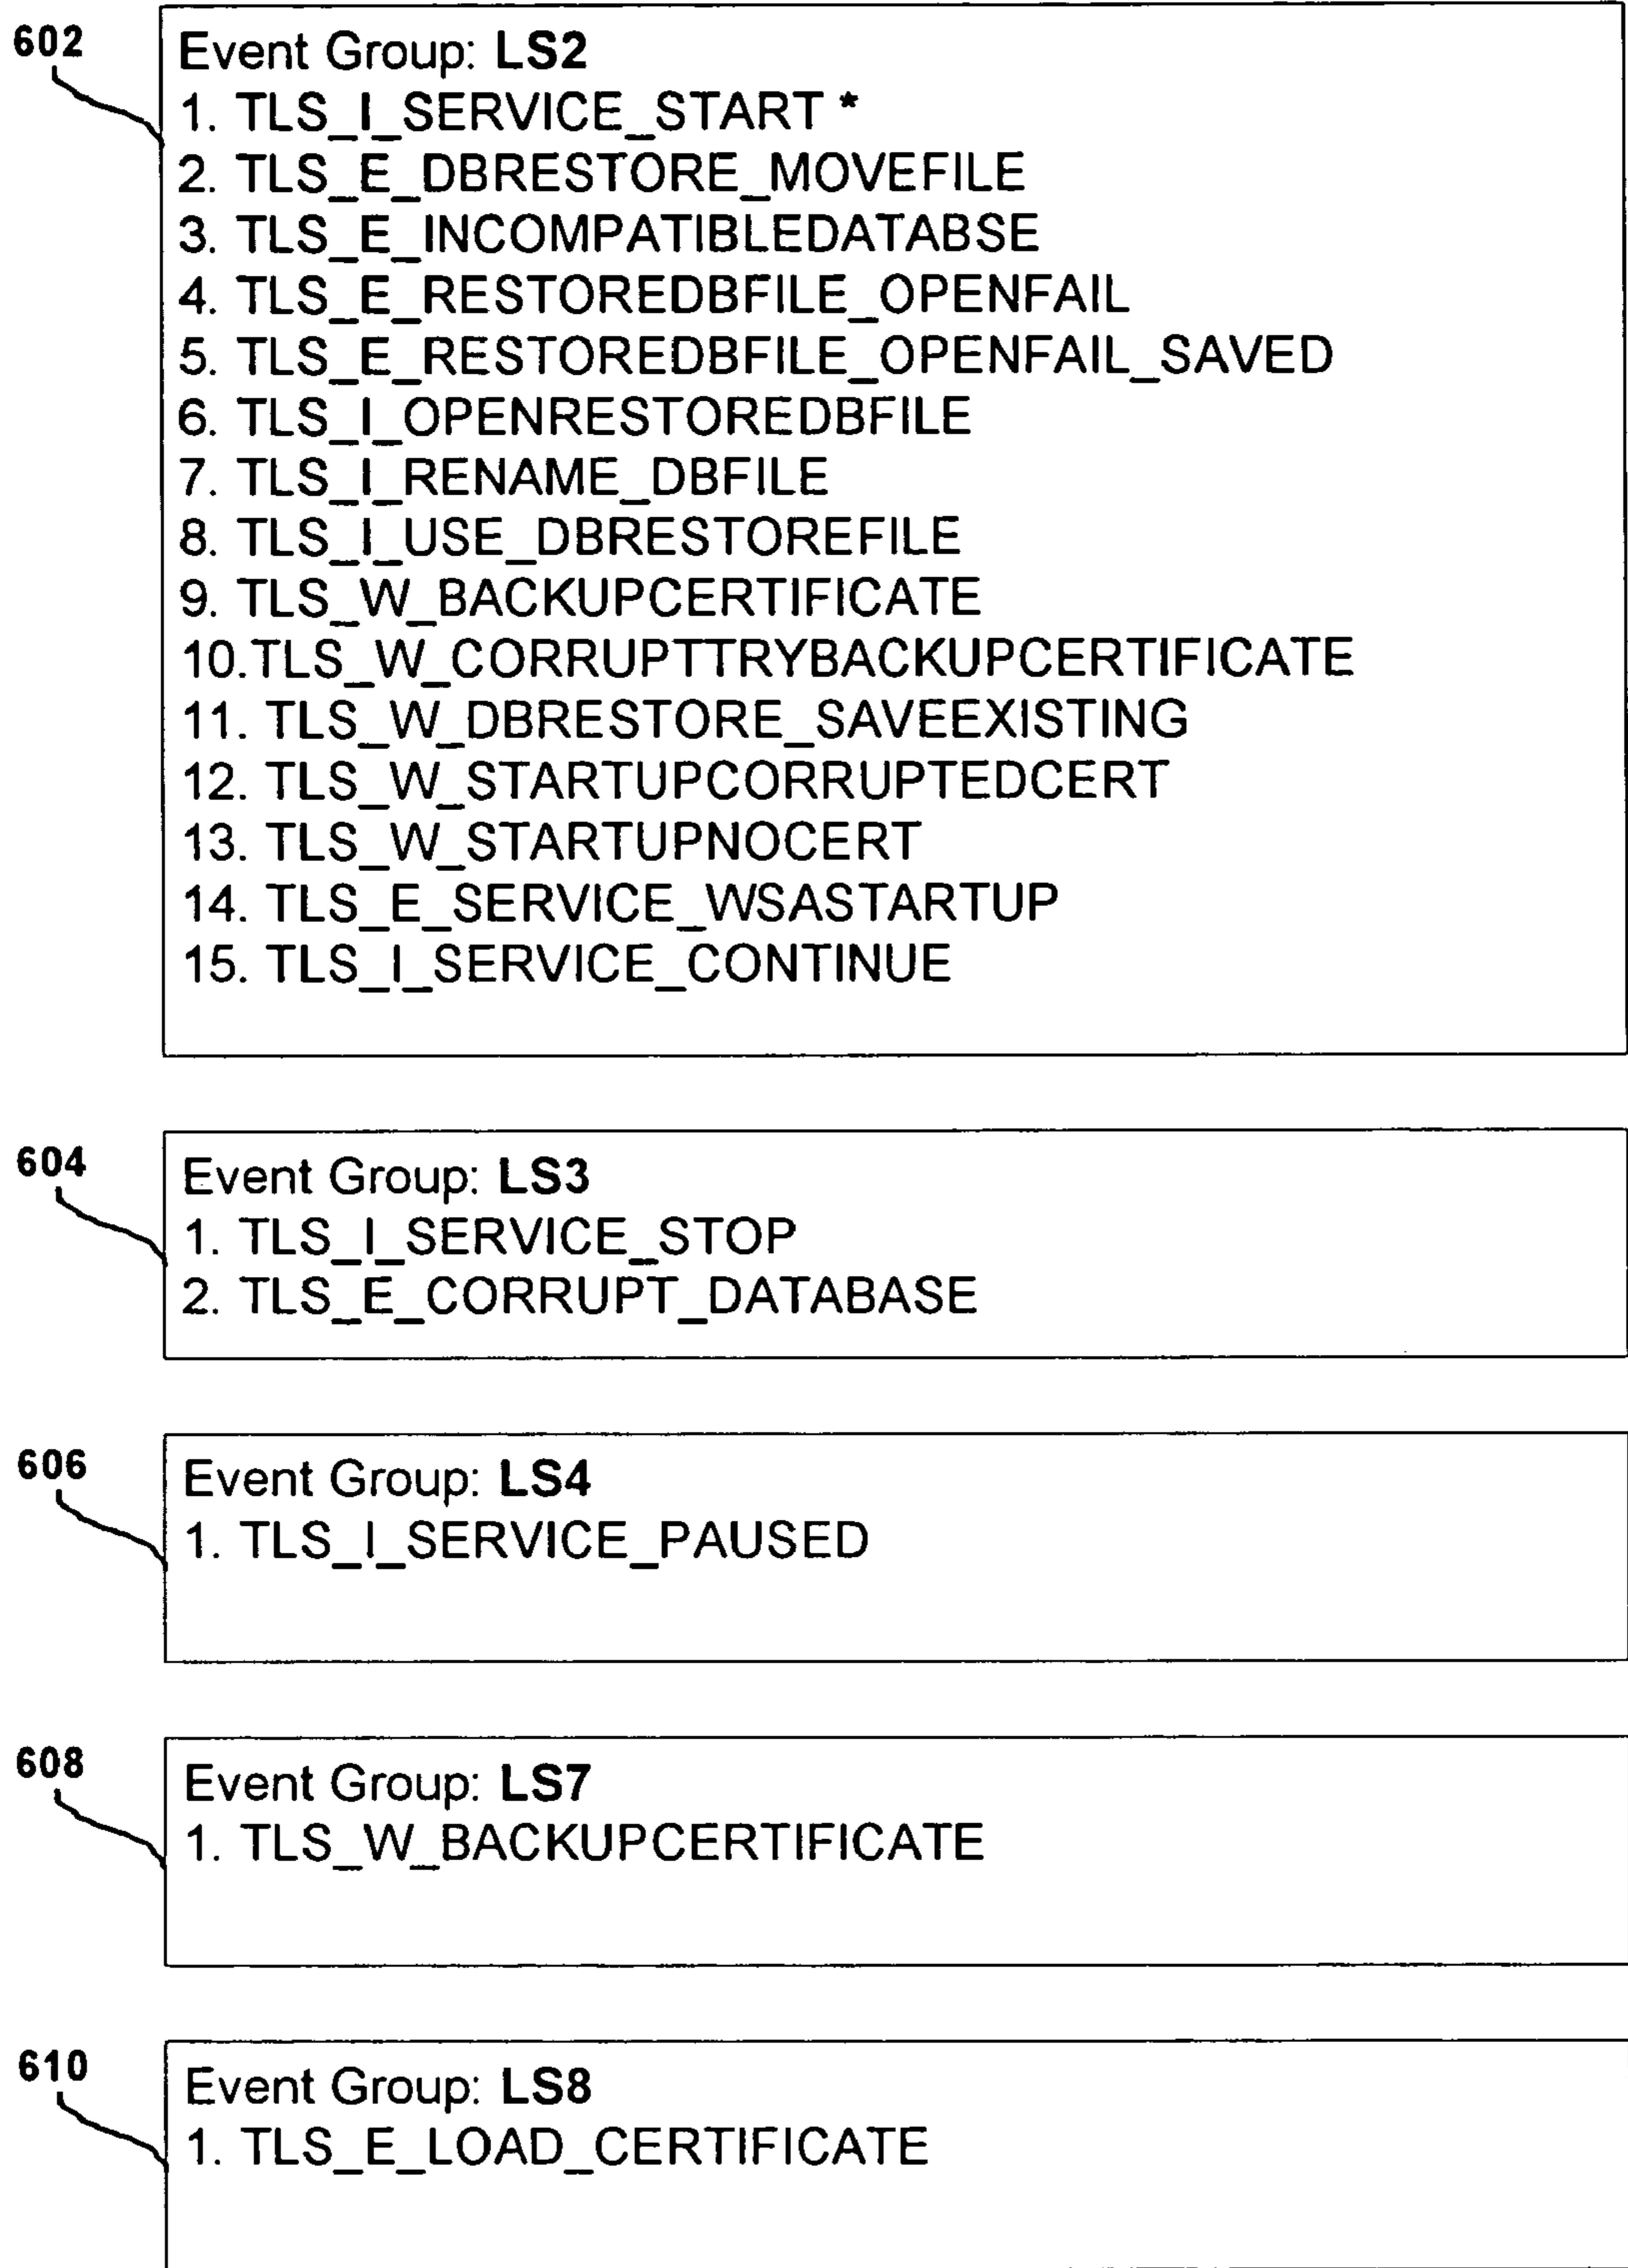 602
Event Group: LS2
1. TLS_I_SERVICE_START *
2. TLS_E_DBRESTORE_MOVEFILE
3. TLS_E_INCOMPATIBLEDATABSE
4. TLS_E_RESTOREDBFILE_OPENFAIL
5. TLS_E_RESTOREDBFILE_OPENFAIL_SAVED
6. TLS_I_OPENRESTOREDBFILE
7. TLS_I_RENAME_DBFILE
8. TLS_I_USE_DBRESTOREFILE
9. TLS_W_BACKUPCERTIFICATE
10.TLS_W_CORRUPTTRYBACKUPCERTIFICATE
11. TLS_W_DBRESTORE_SAVEEXISTING
12. TLS_W_STARTUPCORRUPTEDCERT
13. TLS_W_STARTUPNOCERT
14. TLS_E_SERVICE_WSASTARTUP
15. TLS_I_SERVICE_CONTINUE
604
Event Group: LS3
1. TLS_I_SERVICE_STOP
2. TLS_E_CORRUPT_DATABASE
606
Event Group: LS4
1. TLS_I_SERVICE_PAUSED
608
Event Group: LS7
1. TLS_W_BACKUPCERTIFICATE
610
Event Group: LS8
1. TLS_E_LOAD_CERTIFICATE